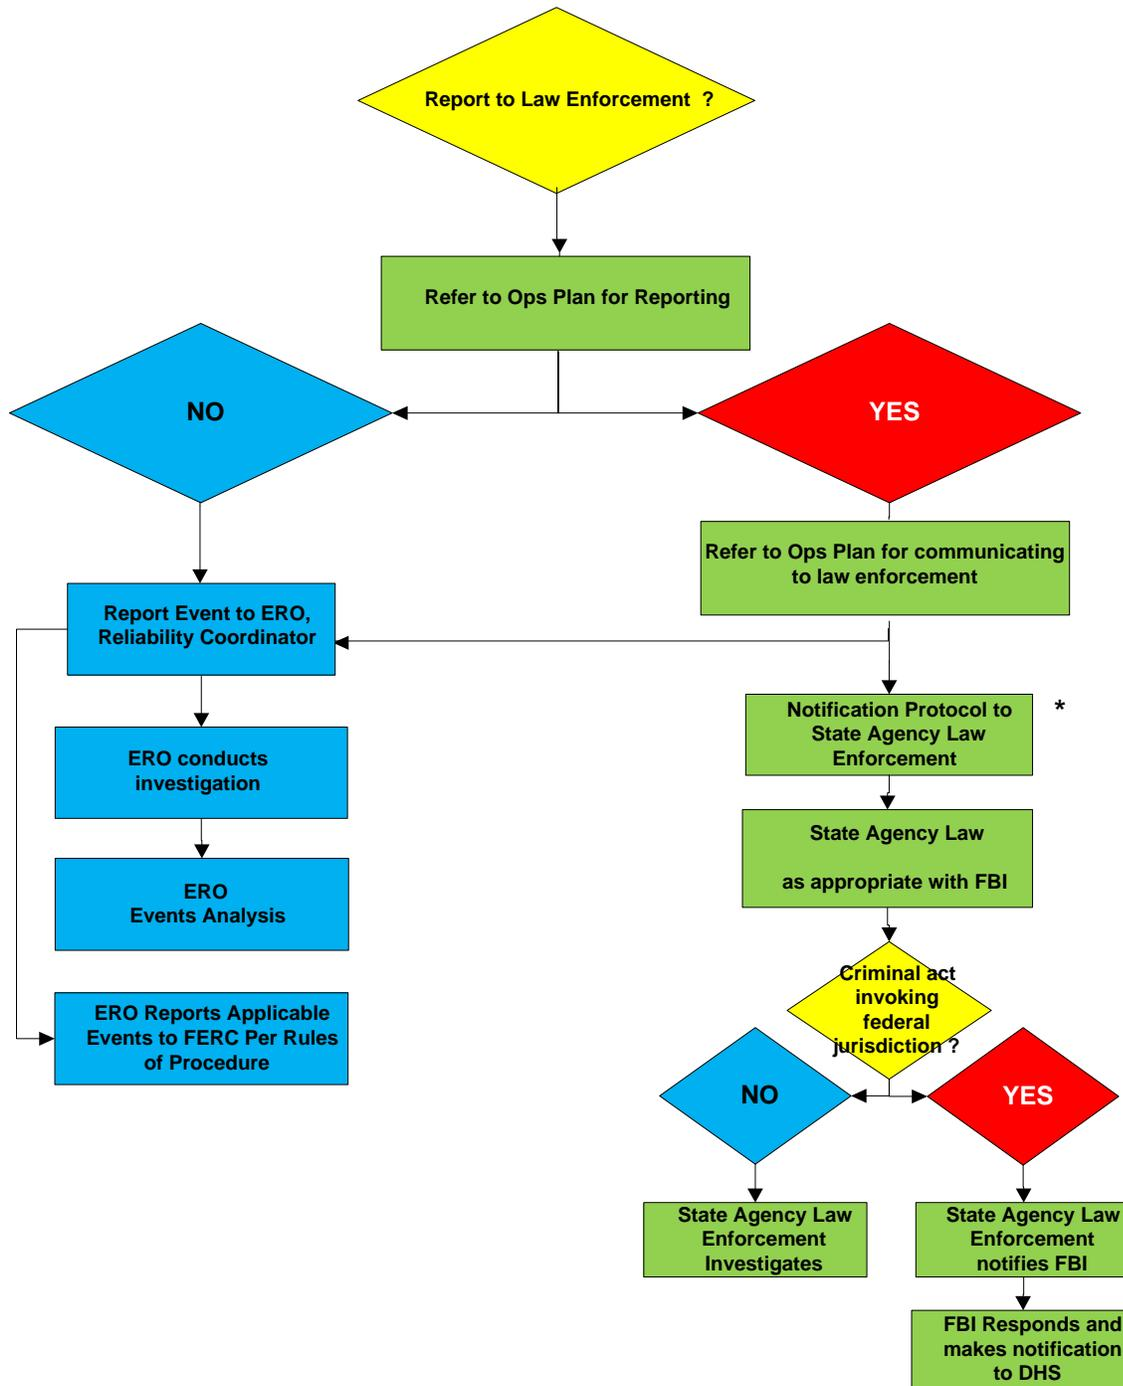 Report to Law Enforcement ?
Refer to Ops Plan for Reporting
NO
YES
Refer to Ops Plan for communicating
to law enforcement
Report Event to ERO,
Reliability Coordinator
Notification Protocol to
State Agency Law
Enforcement
*
ERO conducts
investigation
State Agency Law
as appropriate with FBI
ERO
Events Analysis
Criminal act
invoking
federal
jurisdiction ?
ERO Reports Applicable
Events to FERC Per Rules
of Procedure
NO
YES
State Agency Law
Enforcement
Investigates
State Agency Law
Enforcement
notifies FBI
FBI Responds and
makes notification
to DHS